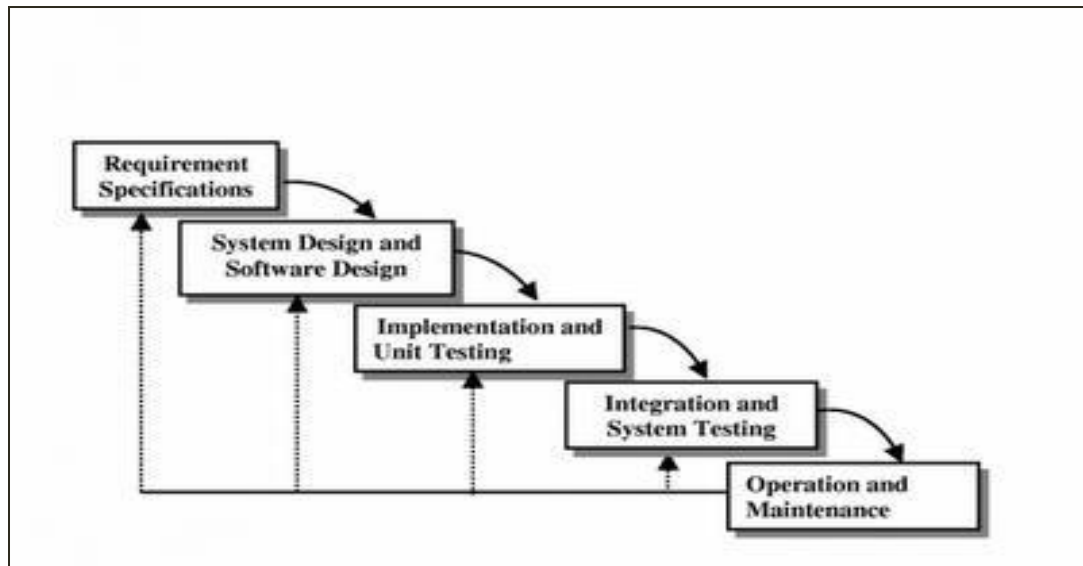 Requirement
Specifications
System Design and
Software Design
Implementation and
Unit Testing
Integration and
System Testing
Operation and
Maintenance